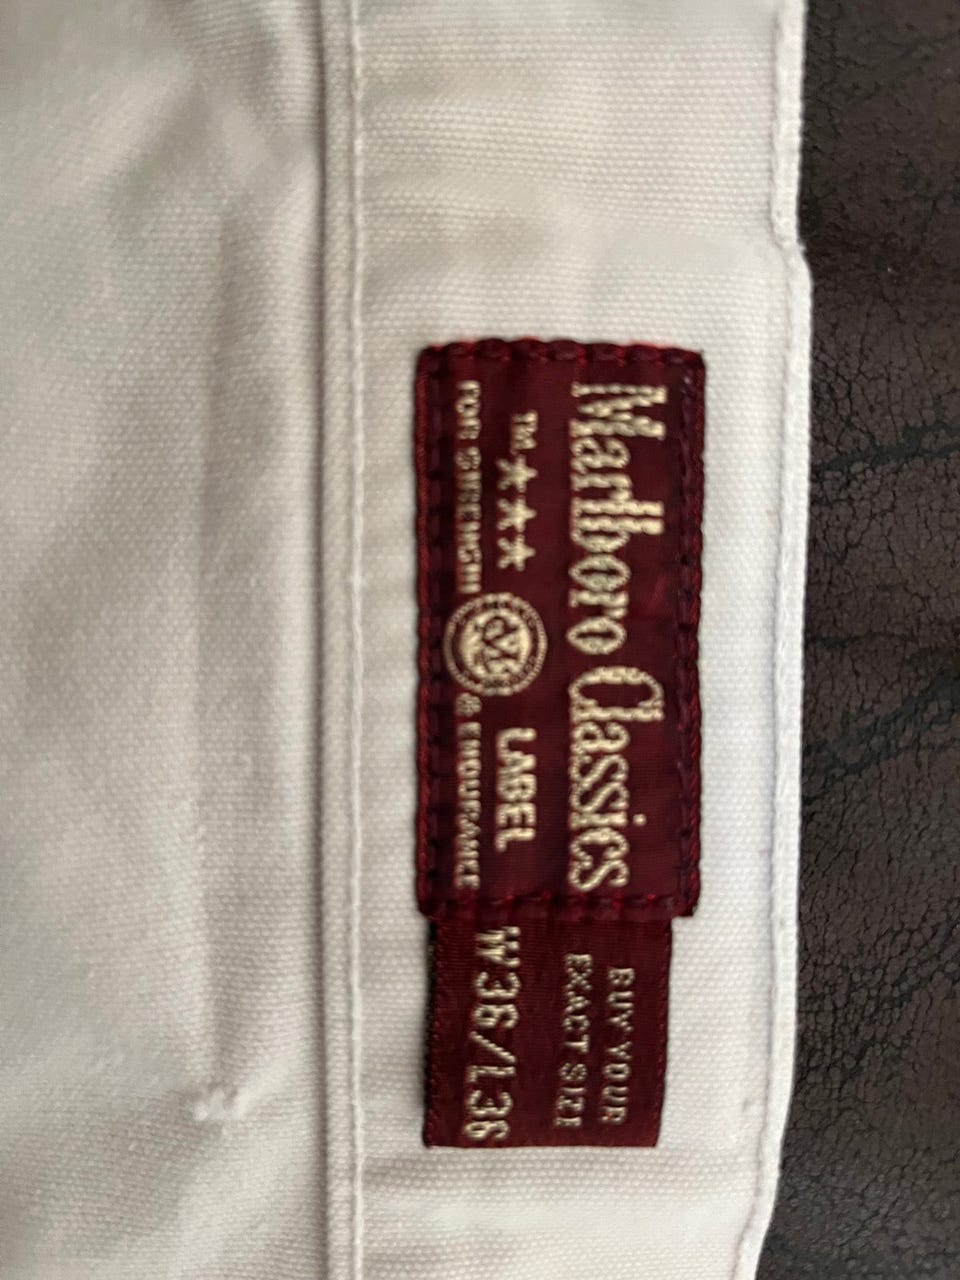 Marlboro Classics
TM ★★★ LABEL
FOR STRENGTH & ENDURANCE
BUY YOUR
EXACT SIZE
W36/L36